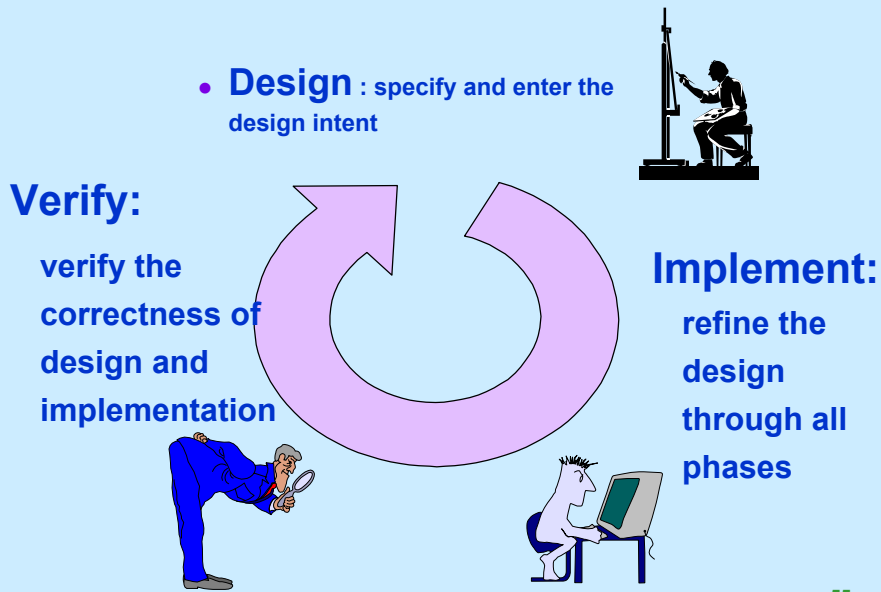 • Design : specify and enter the
design intent
Verify:
verify the
correctness of
design and
implementation
Implement:
refine the
design
through all
phases